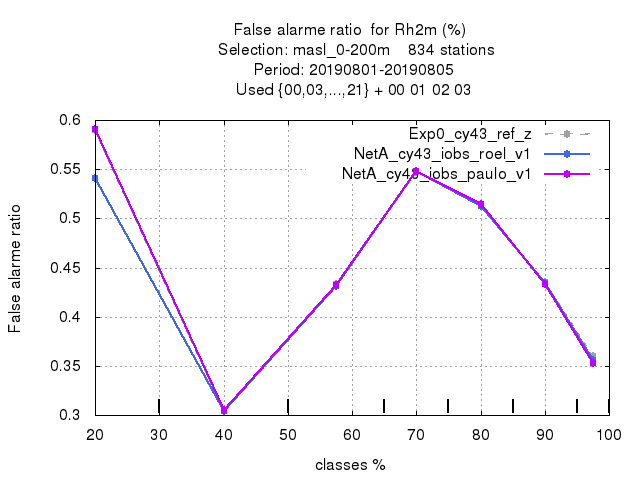 False alarme ratio  for Rh2m (%)
Selection: masl_0-200m    834 stations
Period: 20190801-20190805
Used {00,03,...,21} + 00 01 02 03
Exp0_cy43_ref_z
NetA_cy43_iobs_roel_v1
NetA_cy43_iobs_paulo_v1
False alarme ratio
0.6
0.55
0.5
0.45
0.4
0.35
0.3
20 30 40 50 60 70 80 90 100
classes %